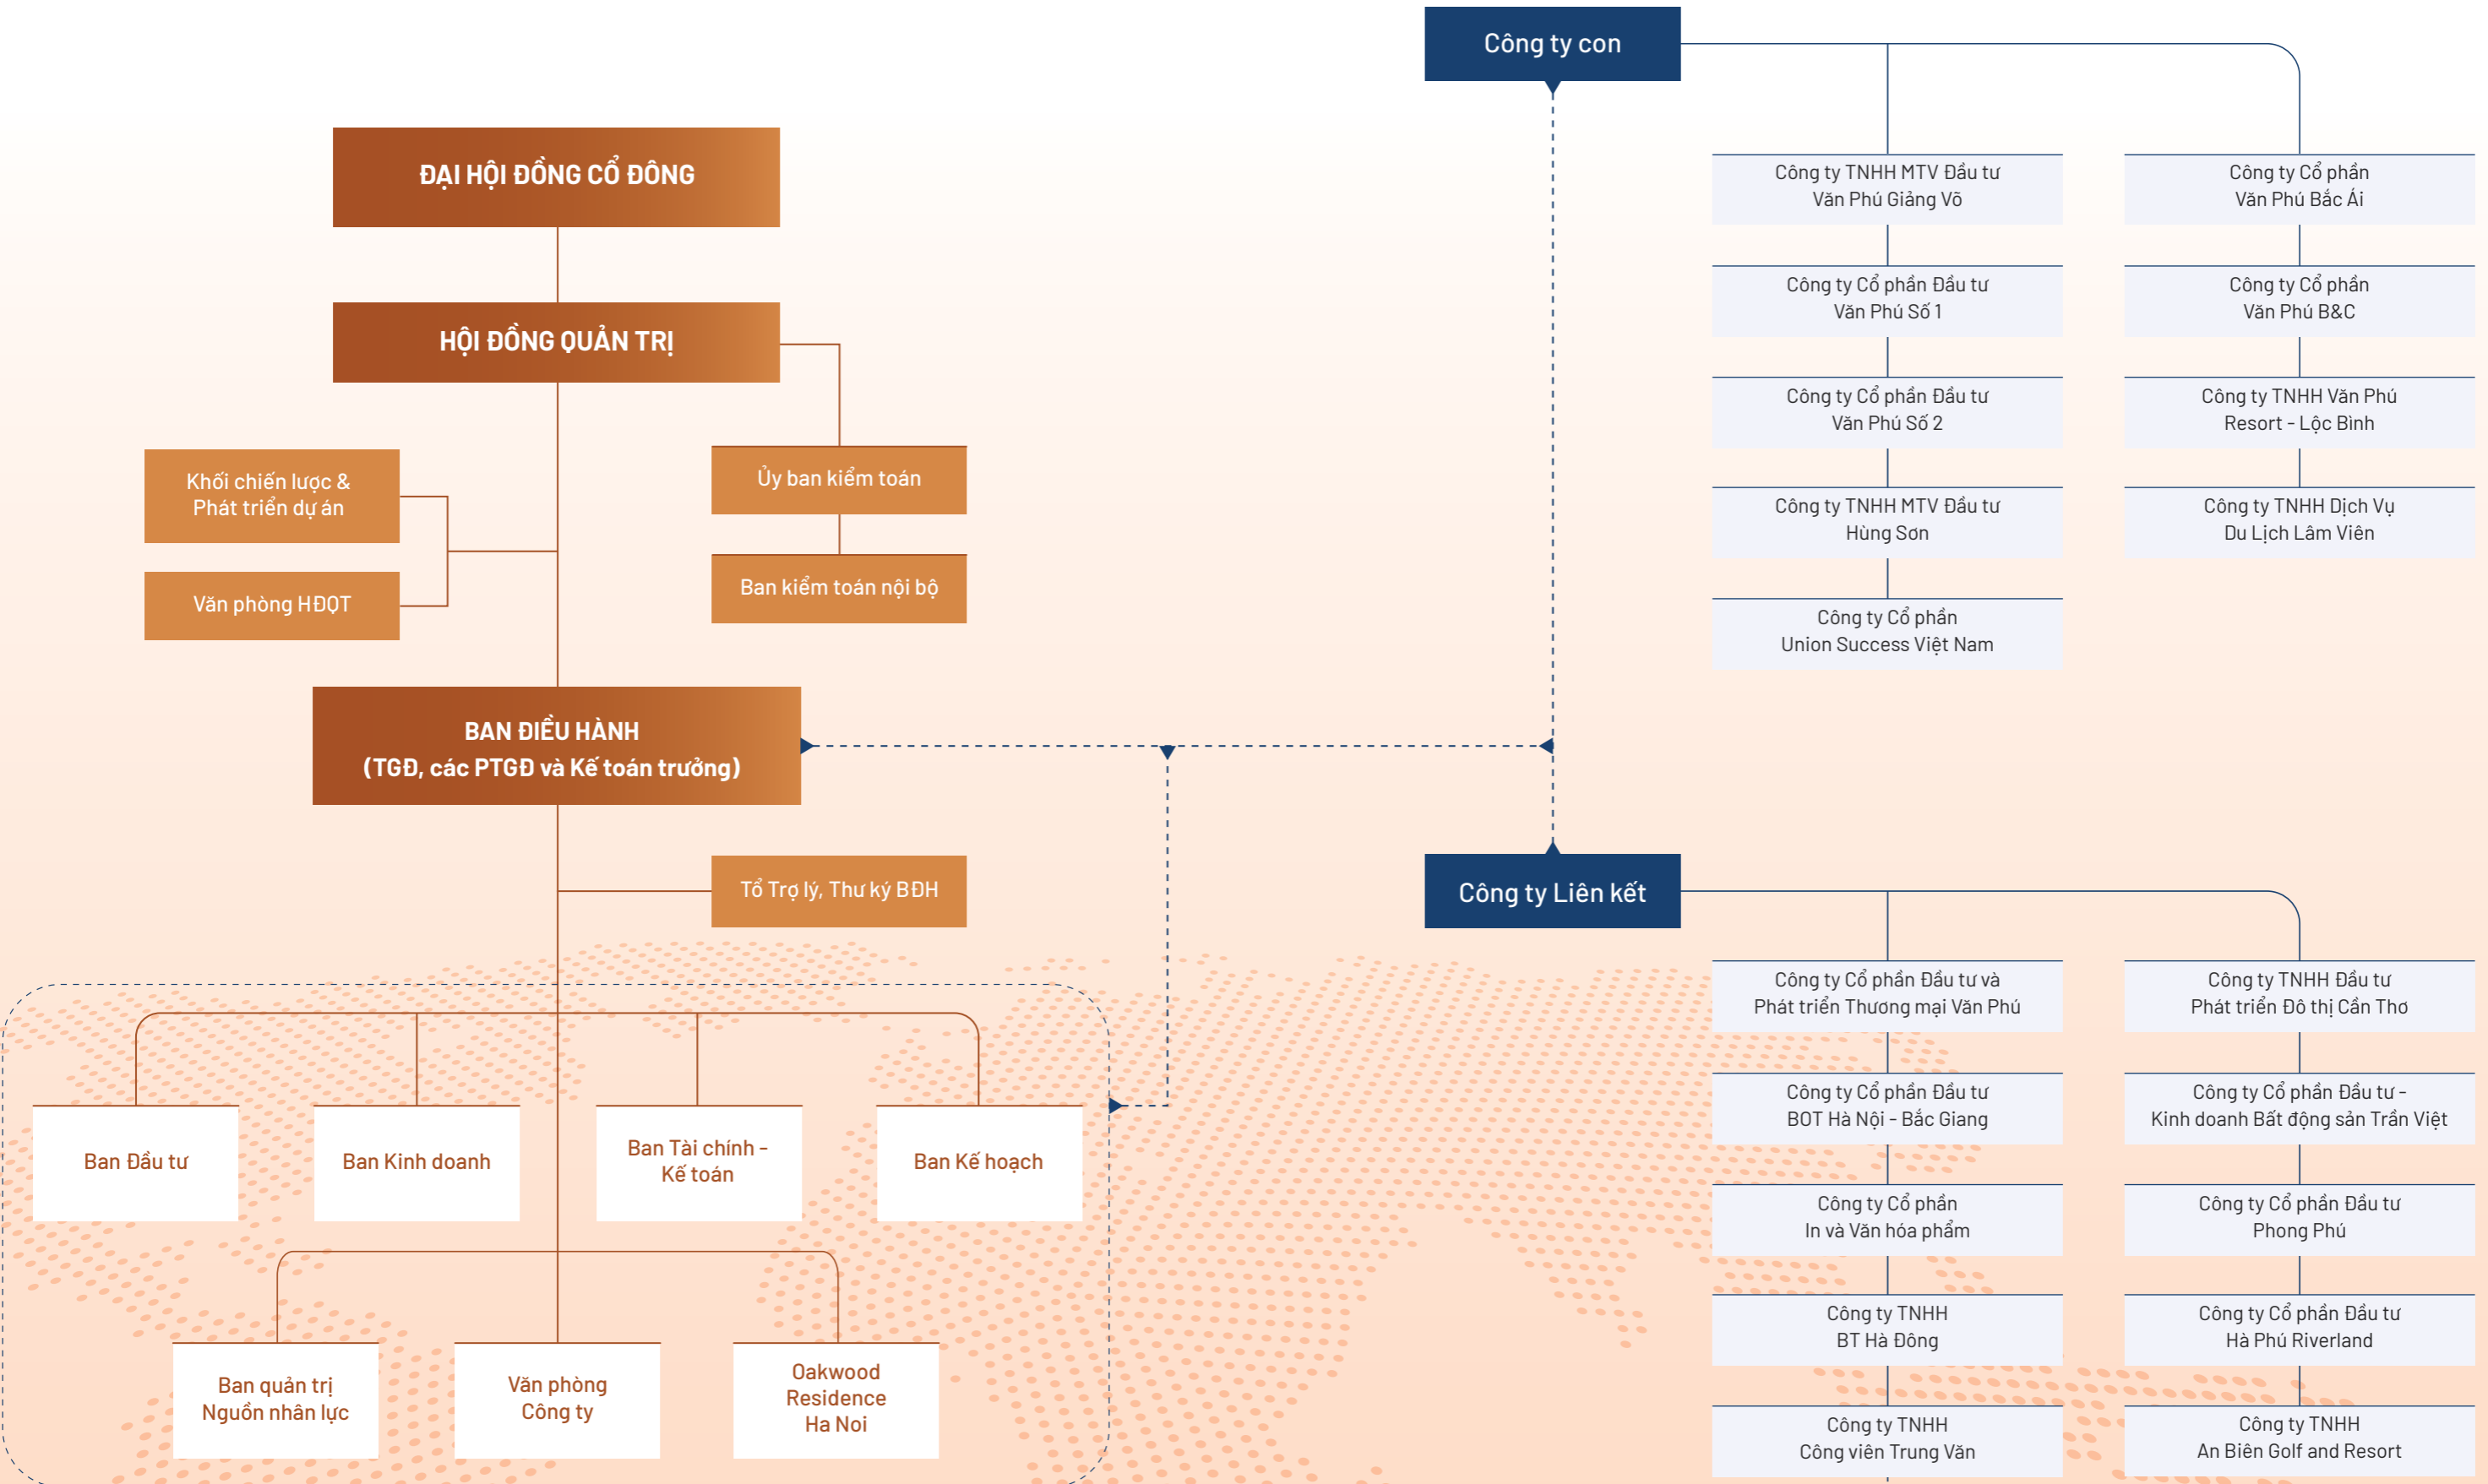 ĐẠI HỘI ĐỒNG CỔ ĐÔNG
HỘI ĐỒNG QUẢN TRỊ
Khối chiến lược &
Phát triển dự án
Văn phòng HĐQT
Ủy ban kiểm toán
Ban kiểm toán nội bộ
BAN ĐIỀU HÀNH
(TGĐ, các PTGĐ và Kế toán trưởng)
Tổ Trợ lý, Thư ký BĐH
Ban Đầu tư
Ban Kinh doanh
Ban Tài chính -
Kế toán
Ban Kế hoạch
Ban quản trị
Nguồn nhân lực
Văn phòng
Công ty
Oakwood
Residence
Ha Noi
Công ty con
Công ty TNHH MTV Đầu tư
Văn Phú Giảng Võ
Công ty Cổ phần Đầu tư
Văn Phú Số 1
Công ty Cổ phần Đầu tư
Văn Phú Số 2
Công ty TNHH MTV Đầu tư
Hùng Sơn
Công ty Cổ phần
Union Success Việt Nam
Công ty Cổ phần
Văn Phú Bắc Ái
Công ty Cổ phần
Văn Phú B&C
Công ty TNHH Văn Phú
Resort - Lộc Bình
Công ty TNHH Dịch Vụ
Du Lịch Lâm Viên
Công ty Liên kết
Công ty Cổ phần Đầu tư và
Phát triển Thương mại Văn Phú
Công ty Cổ phần Đầu tư
BOT Hà Nội - Bắc Giang
Công ty Cổ phần
In và Văn hóa phẩm
Công ty TNHH
BT Hà Đông
Công ty TNHH
Công viên Trung Văn
Công ty TNHH Đầu tư
Phát triển Đô thị Cần Thơ
Công ty Cổ phần Đầu tư -
Kinh doanh Bất động sản Trần Việt
Công ty Cổ phần Đầu tư
Phong Phú
Công ty Cổ phần Đầu tư
Hà Phú Riverland
Công ty TNHH
An Biên Golf and Resort